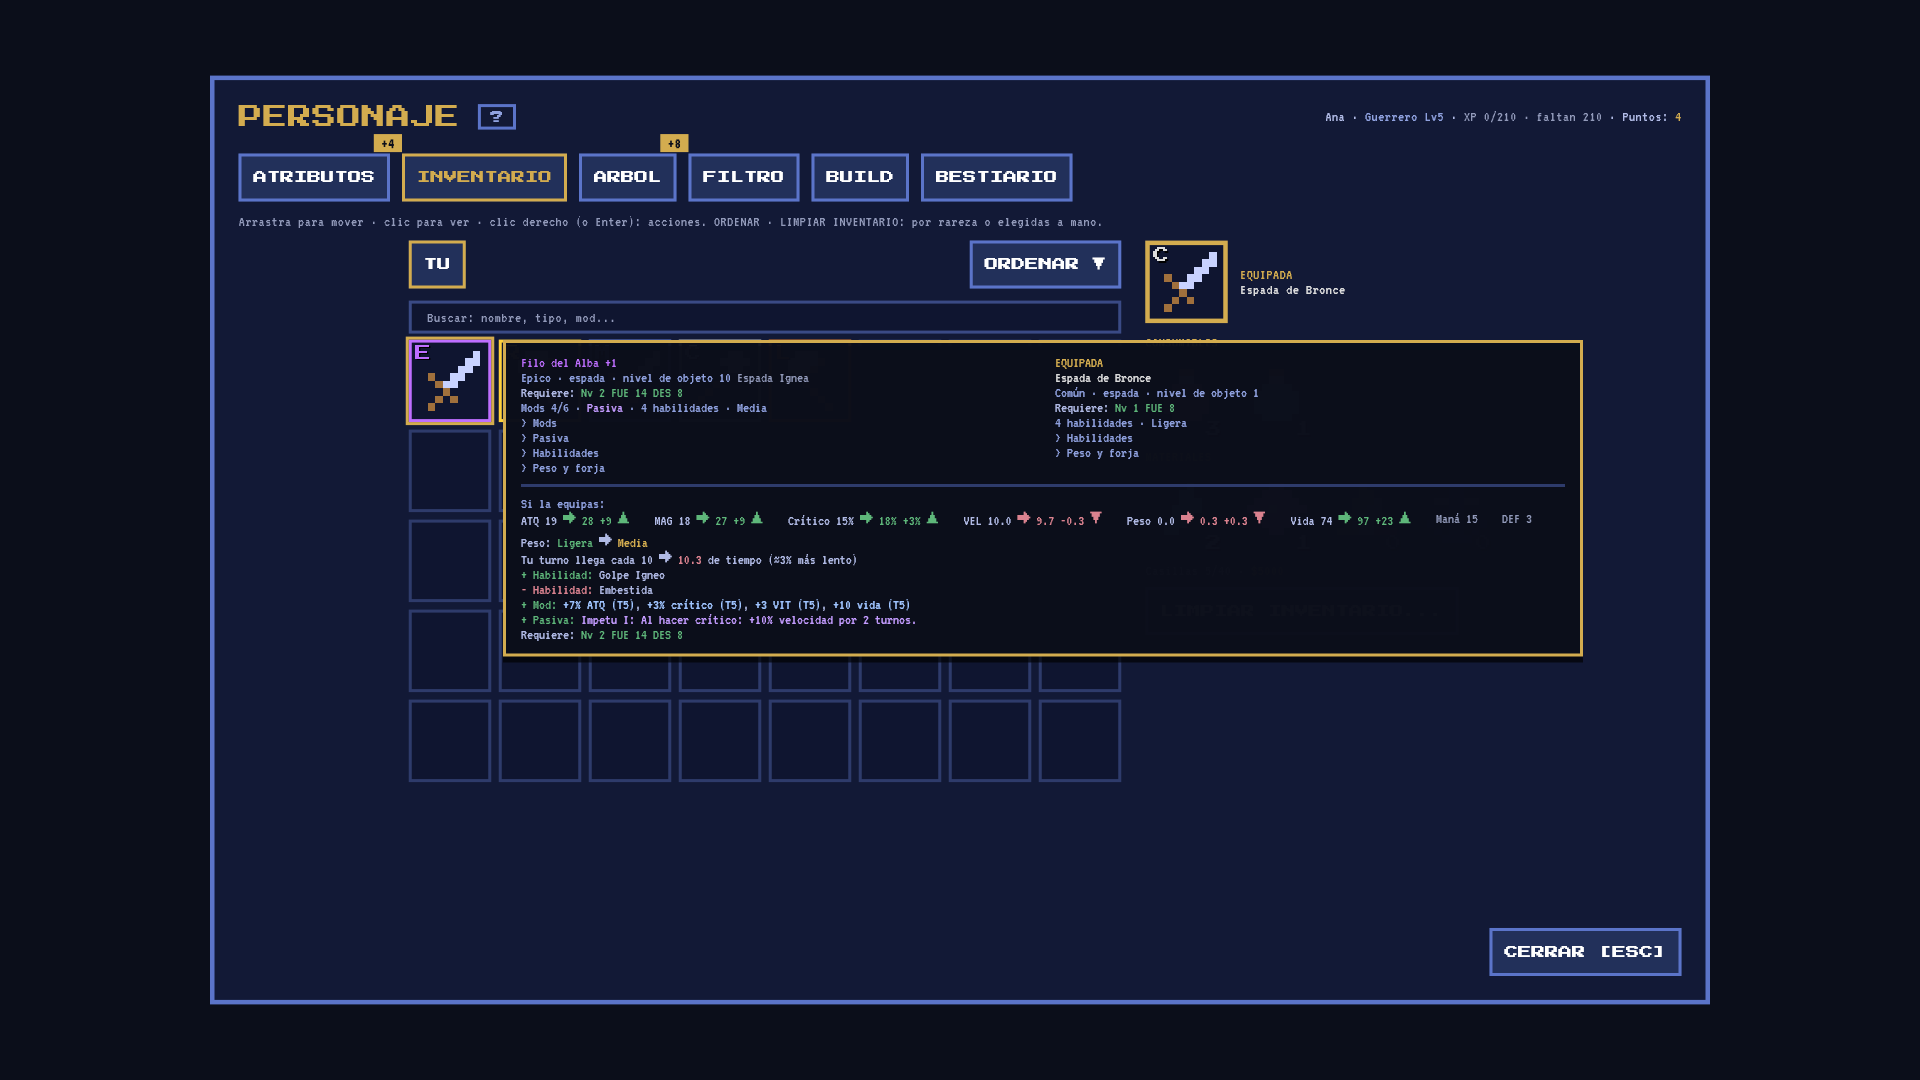 PERSONAJE ?
Ana · Guerrero Lv5 · XP 0/210 · faltan 210 · Puntos: 4
+4
+8
ATRIBUTOS INVENTARIO ARBOL FILTRO BUILD BESTIARIO
Arrastra para mover · clic para ver · clic derecho (o Enter): acciones. ORDENAR · LIMPIAR INVENTARIO: por rareza o elegidas a mano.
TU
ORDENAR ▼
C
EQUIPADA
Espada de Bronce
Buscar: nombre, tipo, mod...
E
Filo del Alba +1
Epico · espada · nivel de objeto 10 Espada Ignea
Requiere: Nv 2 FUE 14 DES 8
Mods 4/6 · Pasiva · 4 habilidades · Media
> Mods
> Pasiva
> Habilidades
> Peso y forja
EQUIPADA
Espada de Bronce
Común · espada · nivel de objeto 1
Requiere: Nv 1 FUE 8
4 habilidades · Ligera
> Habilidades
> Peso y forja
Si la equipas:
ATQ 19 → 28 +9 ▲ MAG 18 → 27 +9 ▲ Crítico 15% → 18% +3% ▲ VEL 10.0 → 9.7 -0.3 ▼ Peso 0.0 → 0.3 +0.3 ▼ Vida 74 → 97 +23 ▲ Maná 15 DEF 3
Peso: Ligera → Media
Tu turno llega cada 10 → 10.3 de tiempo (≈3% más lento)
+ Habilidad: Golpe Igneo
- Habilidad: Embestida
+ Mod: +7% ATQ (T5), +3% crítico (T5), +3 VIT (T5), +10 vida (T5)
+ Pasiva: Impetu I: Al hacer crítico: +10% velocidad por 2 turnos.
Requiere: Nv 2 FUE 14 DES 8
LIMPIAR INVENTARIO...
CERRAR [ESC]